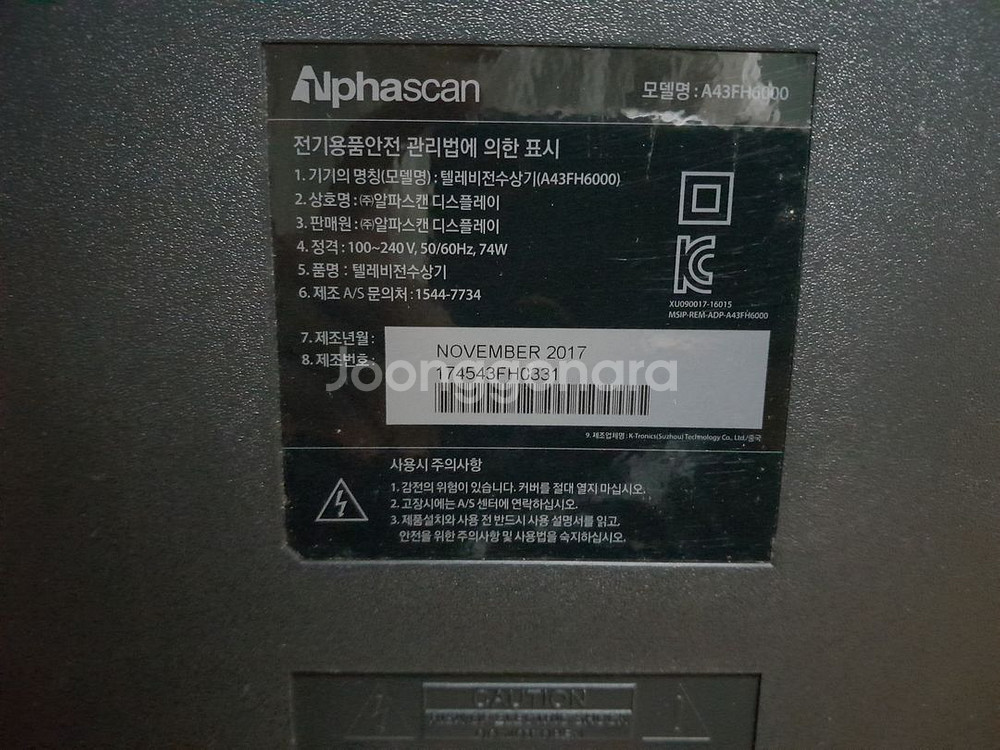 Alphascan
모델명 : A43FH6000
전기용품안전 관리법에 의한 표시
1. 기기의 명칭(모델명) : 텔레비전수상기(A43FH6000)
2. 상호명 : ㈜알파스캔 디스플레이
3. 판매원 : ㈜알파스캔 디스플레이
4. 정격 : 100~240V, 50/60Hz, 74W
5. 품명 : 텔레비전수상기
6. 제조 A/S 문의처 : 1544-7734
XU090017-16015
MSIP-REM-ADP-A43FH6000
7. 제조년월 :
NOVEMBER 2017
8. 제조번호 :
174543FH0331
Joonggonara
9. 제조업체명 : K-Tronics(Suzhou) Technology Co., Ltd./중국
사용시 주의사항
1. 감전의 위험이 있습니다. 커버를 절대 열지 마십시오.
2. 고장시에는 A/S 센터에 연락하십시오.
3. 제품설치와 사용 전 반드시 사용 설명서를 읽고,
안전을 위한 주의사항 및 사용법을 숙지하십시오.
CAUTION